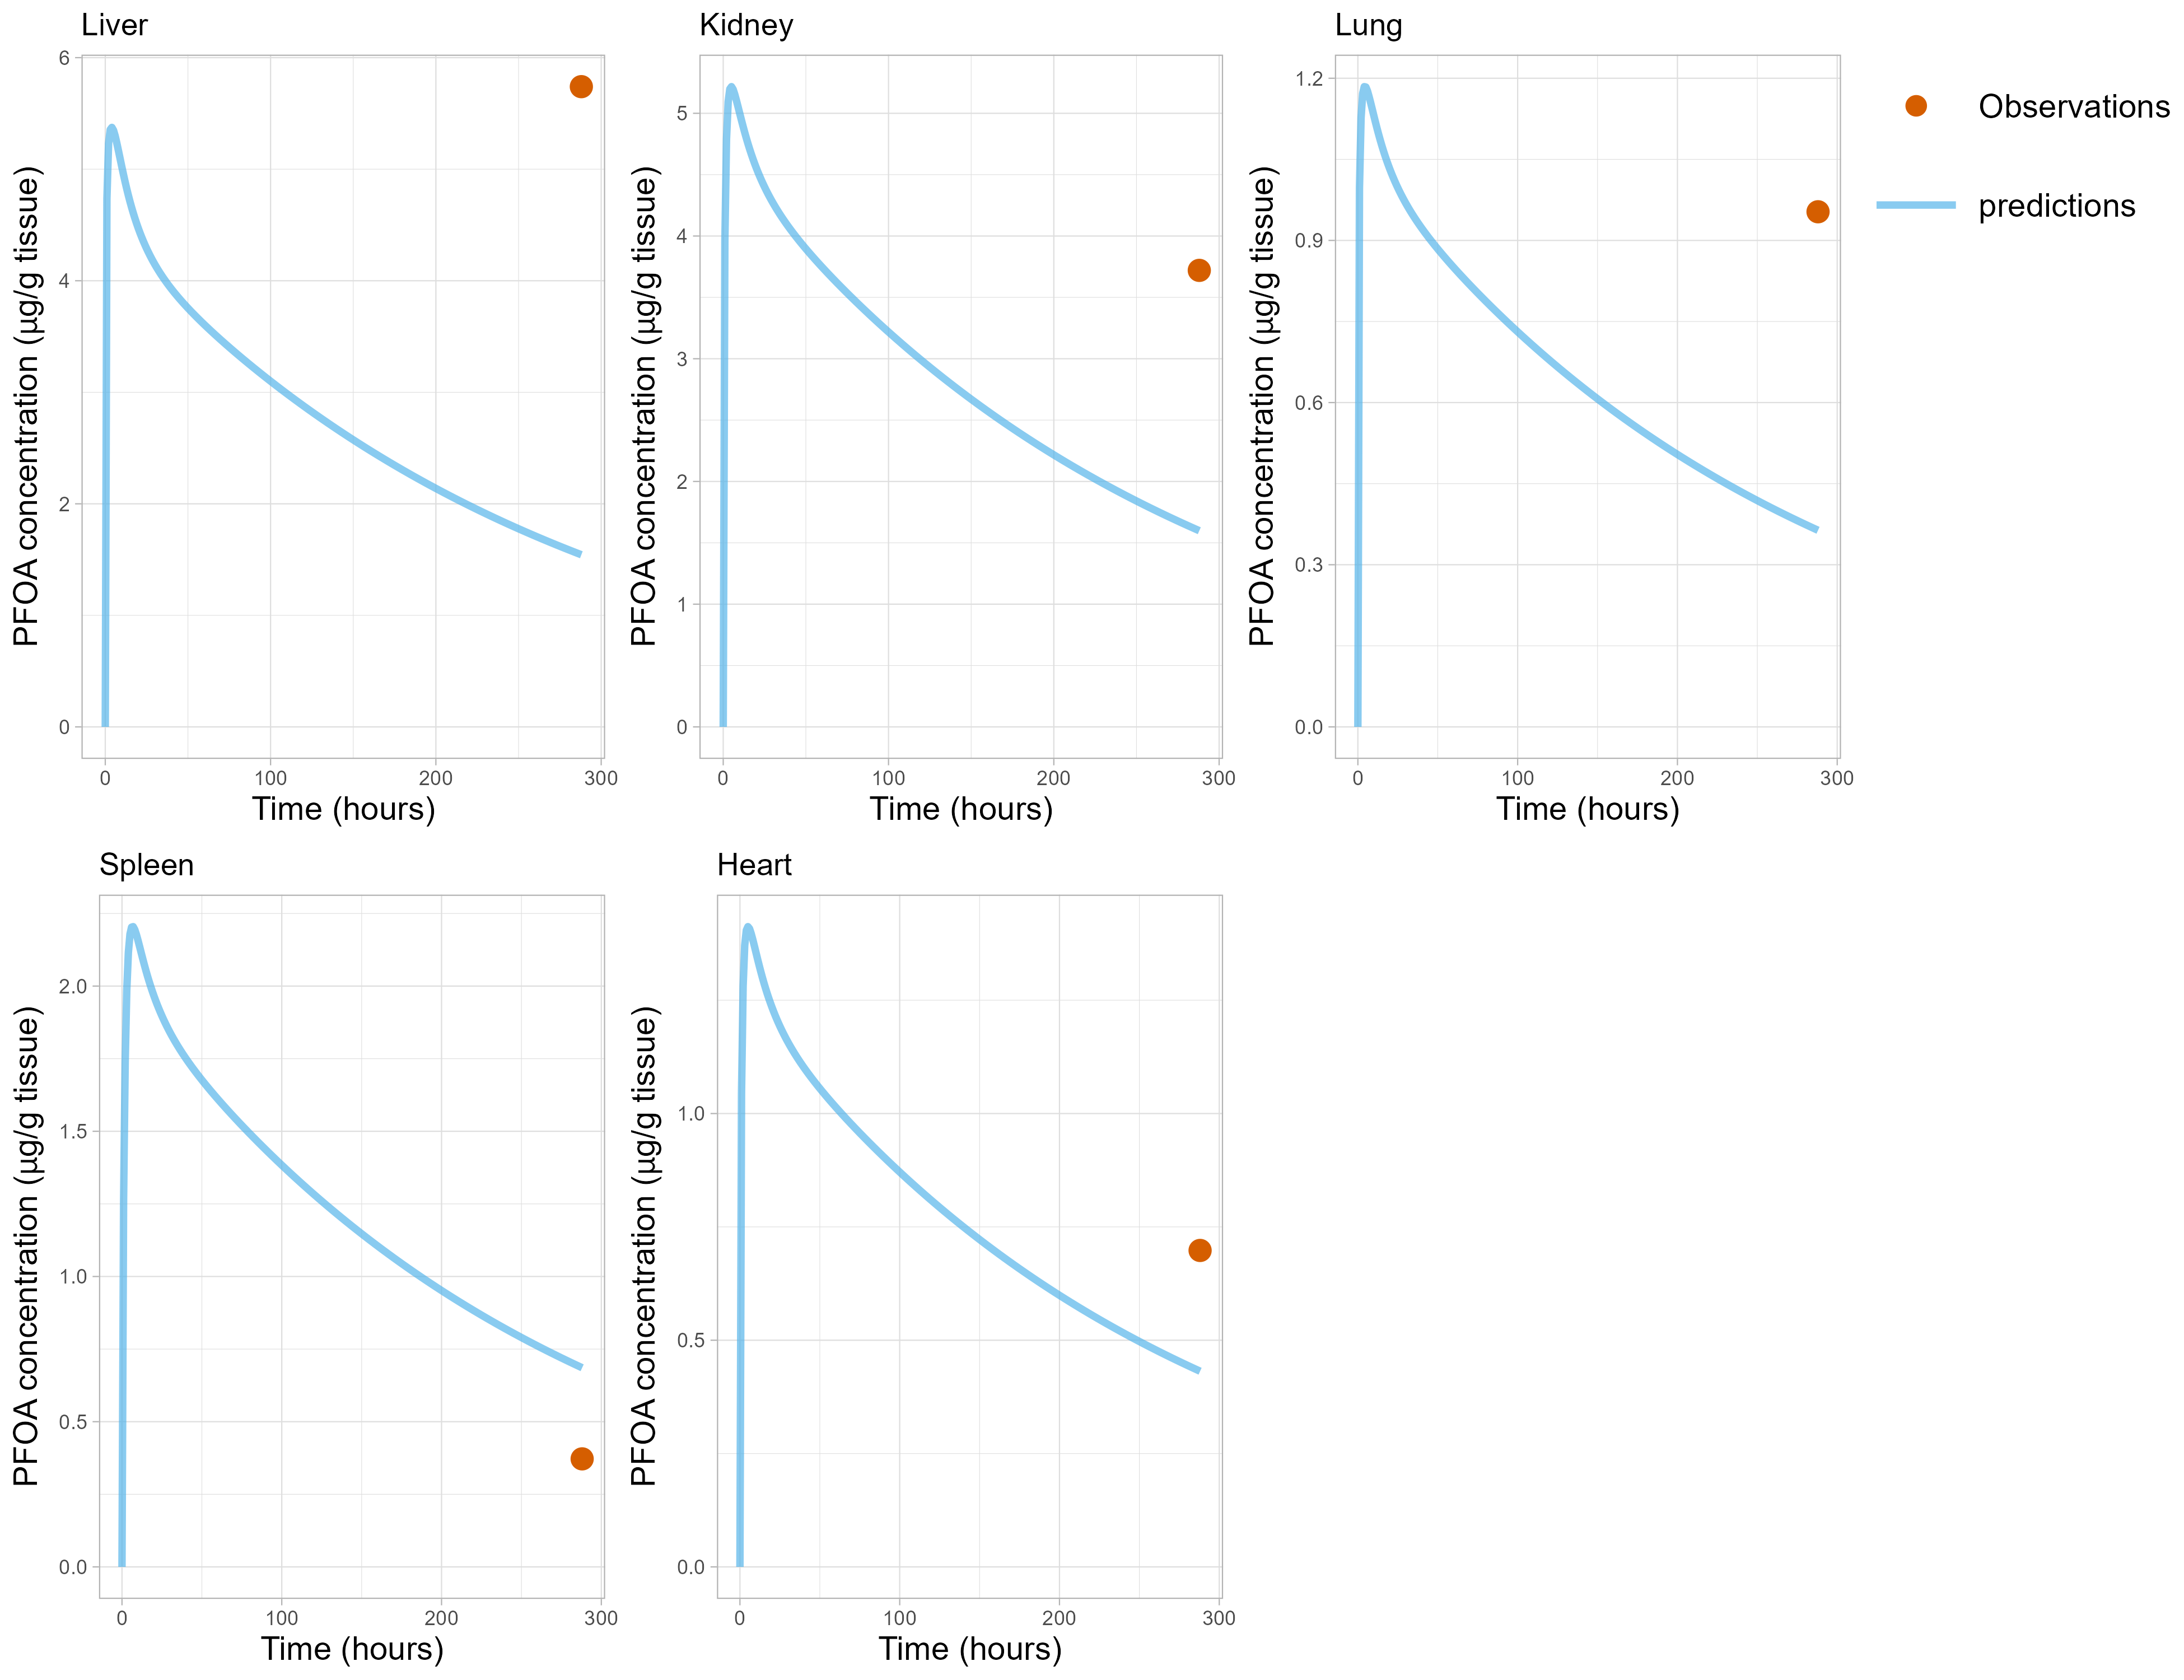 Liver
PFOA concentration (µg/g tissue)
6
4
2
0
0 100 200 300
Time (hours)
Kidney
PFOA concentration (µg/g tissue)
5
4
3
2
1
0
0 100 200 300
Time (hours)
Lung
PFOA concentration (µg/g tissue)
1.2
0.9
0.6
0.3
0.0
0 100 200 300
Time (hours)
Observations
predictions
Spleen
PFOA concentration (µg/g tissue)
2.0
1.5
1.0
0.5
0.0
0 100 200 300
Time (hours)
Heart
PFOA concentration (µg/g tissue)
1.0
0.5
0.0
0 100 200 300
Time (hours)